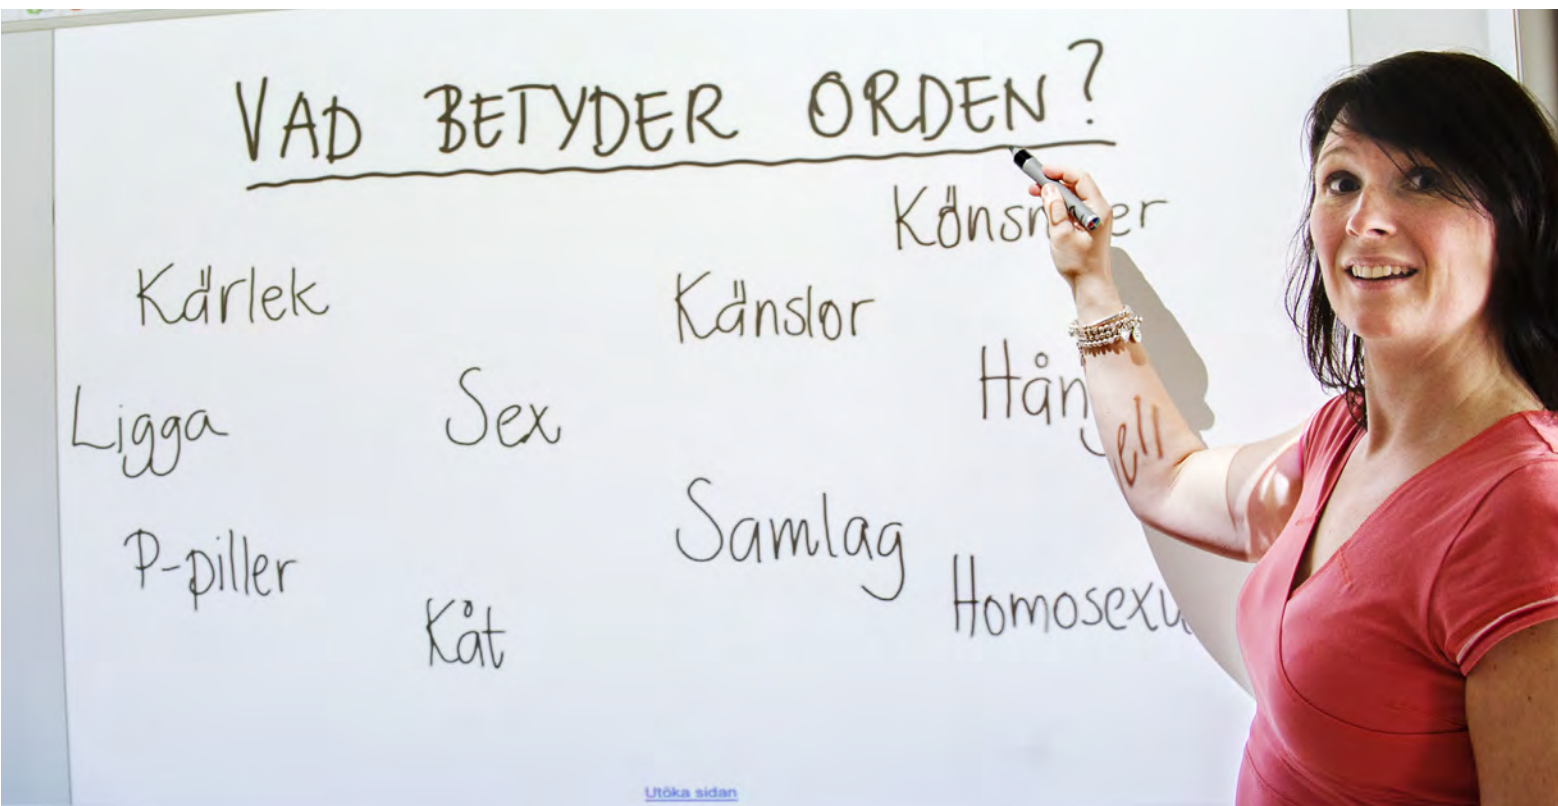 VAD BETYDER ORDEN?
Kärlek
Känslor
Ligga
Sex
P-piller
Samlag
Kåt
Utöka sidan